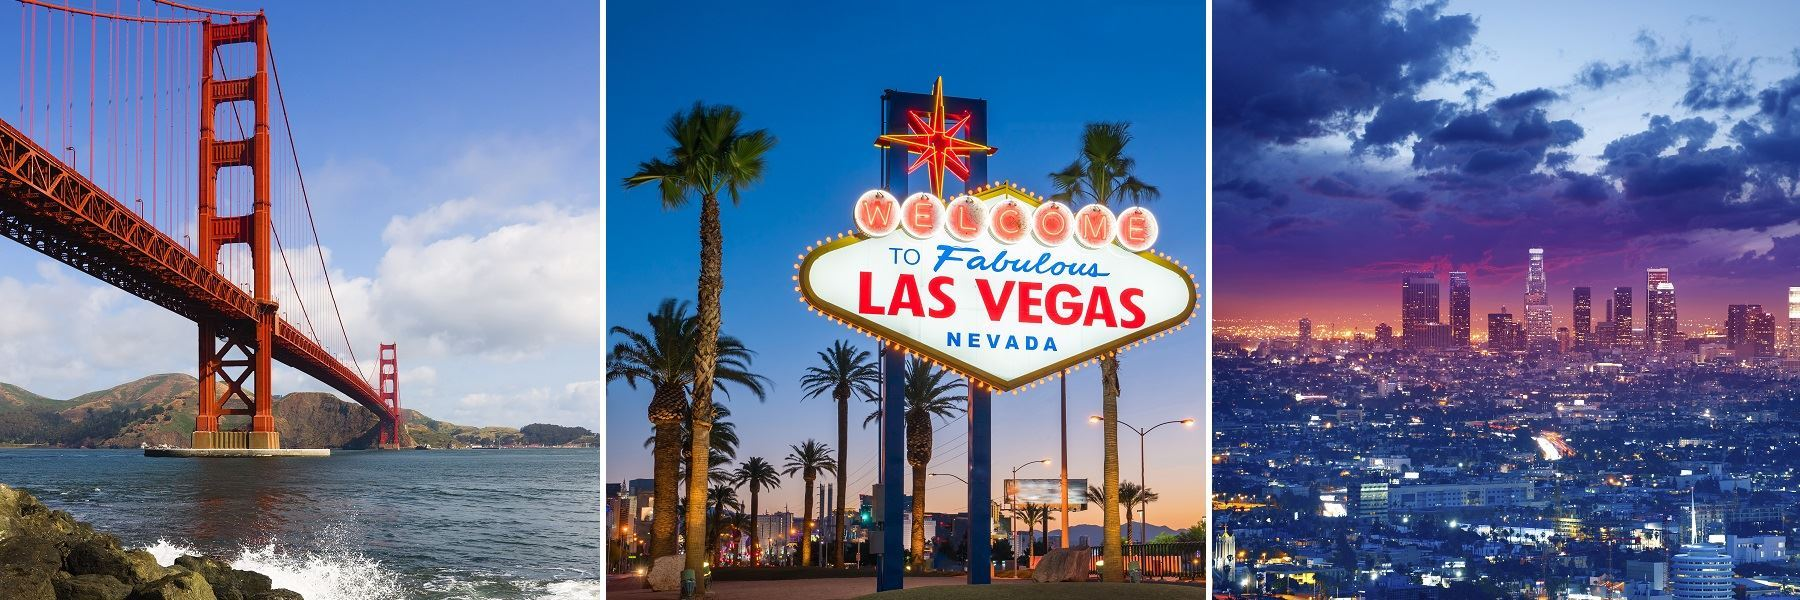 WELCOME
TO Fabulous
LAS VEGAS
NEVADA